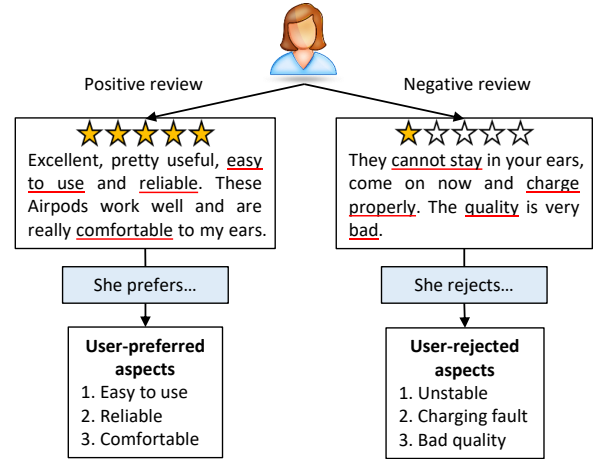 Positive review
Negative review
Excellent, pretty useful, easy
to use and reliable. These
Airpods work well and are
really comfortable to my ears.
They cannot stay in your ears,
come on now and charge
properly. The quality is very
bad.
She prefers...
She rejects...
User-preferred
aspects
1. Easy to use
2. Reliable
3. Comfortable
User-rejected
aspects
1. Unstable
2. Charging fault
3. Bad quality